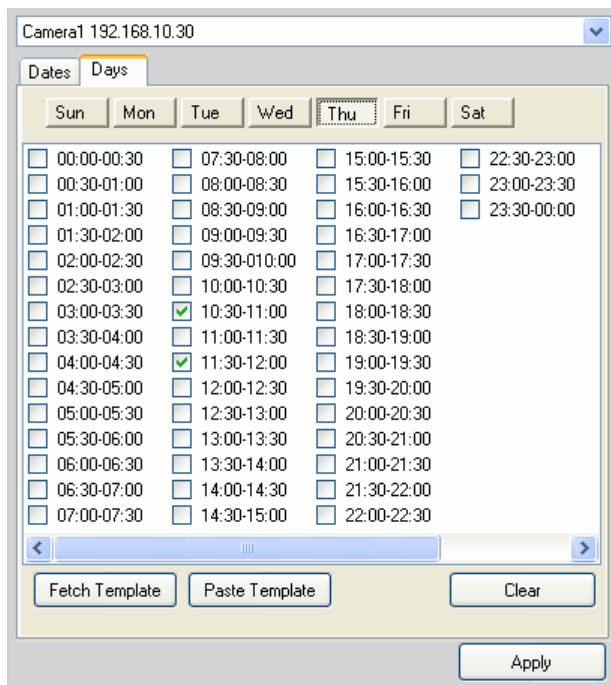 Camera1 192.168.10.30
Dates Days
Sun Mon Tue Wed Thu Fri Sat
00:00-00:30 07:30-08:00 15:00-15:30 22:30-23:00
00:30-01:00 08:00-08:30 15:30-16:00 23:00-23:30
01:00-01:30 08:30-09:00 16:00-16:30 23:30-00:00
01:30-02:00 09:00-09:30 16:30-17:00
02:00-02:30 09:30-010:00 17:00-17:30
02:30-03:00 10:00-10:30 17:30-18:00
03:00-03:30 10:30-11:00 18:00-18:30
03:30-04:00 11:00-11:30 18:30-19:00
04:00-04:30 11:30-12:00 19:00-19:30
04:30-05:00 12:00-12:30 19:30-20:00
05:00-05:30 12:30-13:00 20:00-20:30
05:30-06:00 13:00-13:30 20:30-21:00
06:00-06:30 13:30-14:00 21:00-21:30
06:30-07:00 14:00-14:30 21:30-22:00
07:00-07:30 14:30-15:00 22:00-22:30
Fetch Template Paste Template Clear
Apply